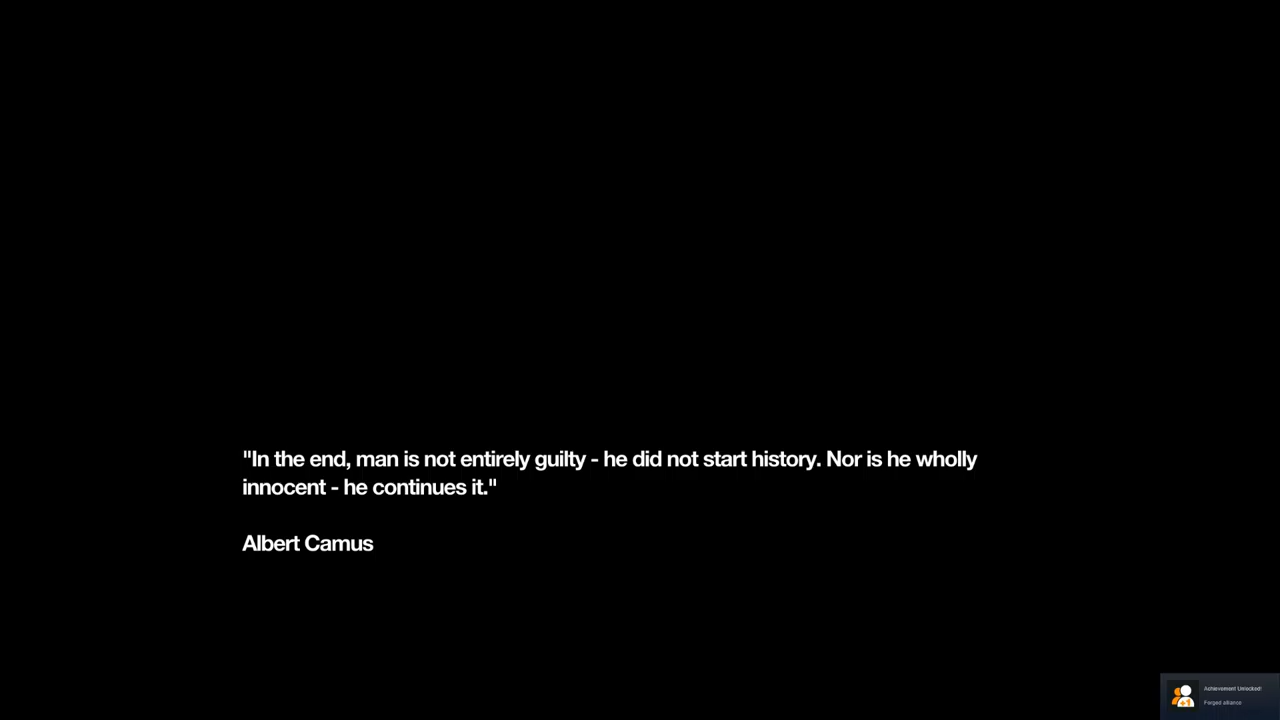 "In the end, man is not entirely guilty - he did not start history. Nor is he wholly
innocent - he continues it."
Albert Camus
Achievement Unlocked!
Forged alliance